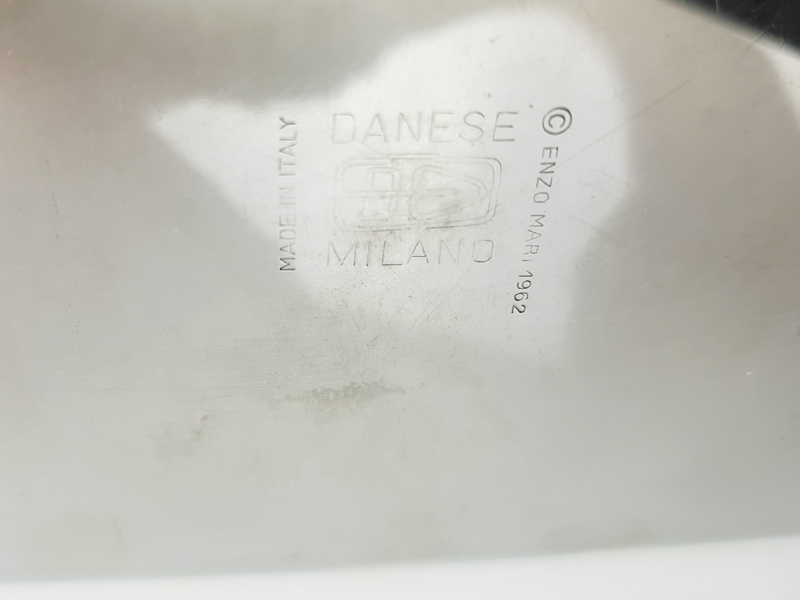 DANESE
MILANO
MADE IN ITALY
© ENZO MARI 1962